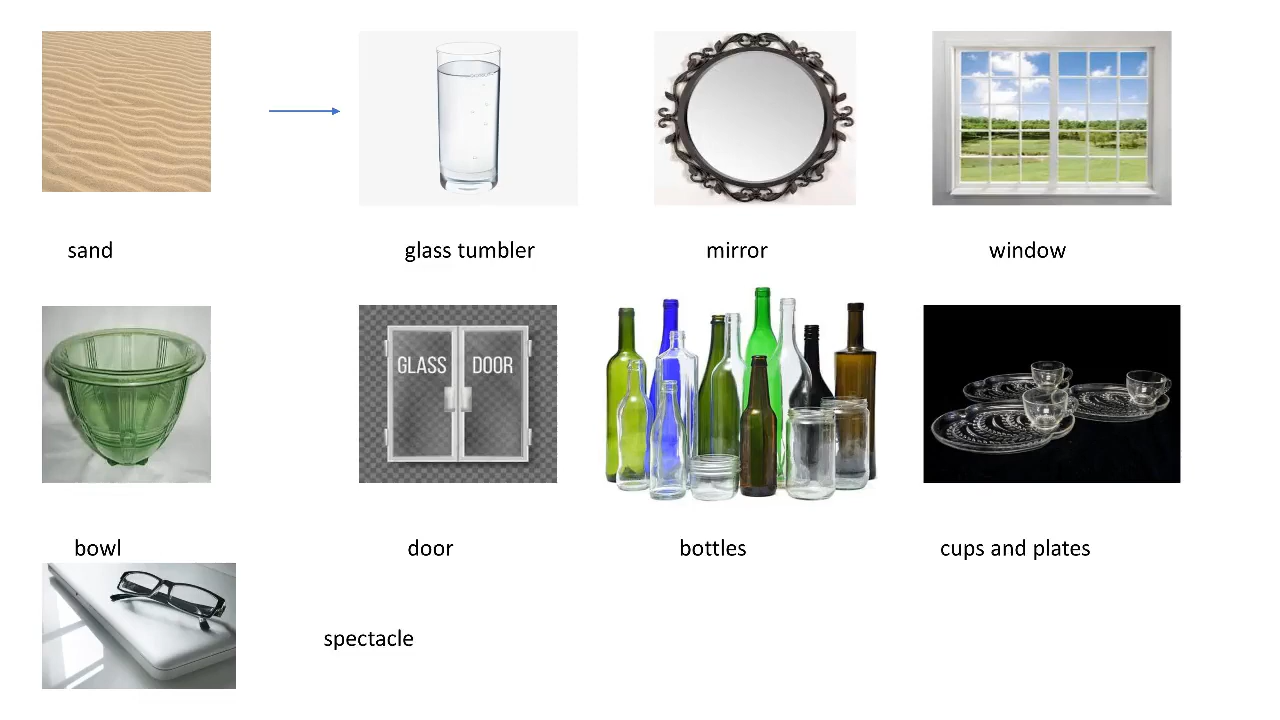 sand
glass tumbler
mirror
window
GLASS DOOR
bowl
door
bottles
cups and plates
spectacle